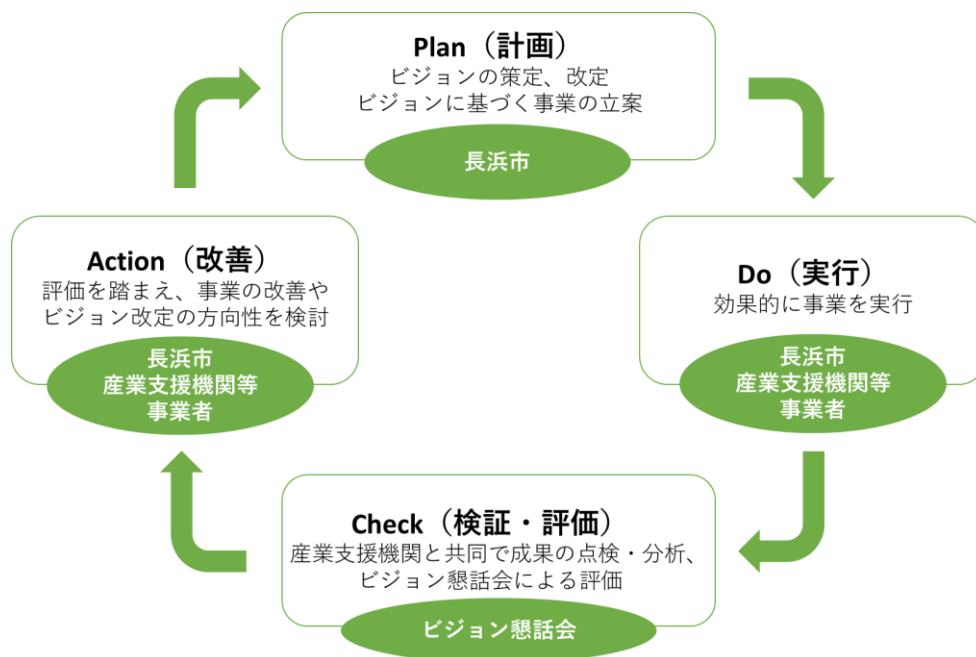 Plan（計画）
ビジョンの策定、改定
ビジョンに基づく事業の立案
長浜市
Do（実行）
効果的に事業を実行
長浜市
産業支援機関等
事業者
Check（検証・評価）
産業支援機関と共同で成果の点検・分析、
ビジョン懇話会による評価
ビジョン懇話会
Action（改善）
評価を踏まえ、事業の改善や
ビジョン改定の方向性を検討
長浜市
産業支援機関等
事業者